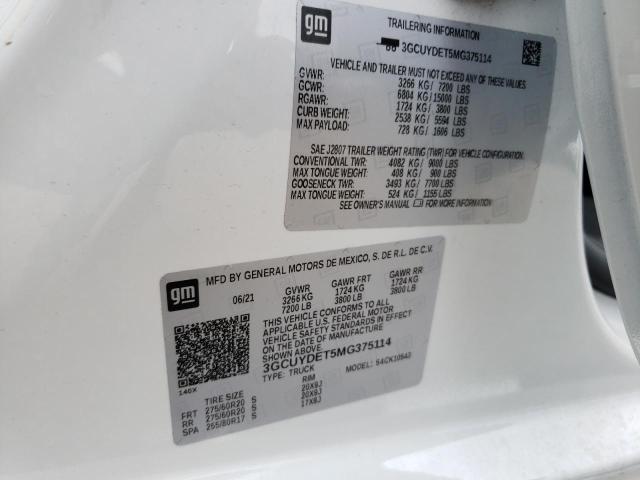 gm
TRAILERING INFORMATION
3GCUYDET5MG375114
VEHICLE AND TRAILER MUST NOT EXCEED ANY OF THESE VALUES
GVWR: 3266 KG/ 7200 LBS
GCWR: 6804 KG/15000 LBS
RGAWR: 1724 KG/ 3800 LBS
CURB WEIGHT: 2538 KG/ 5594 LBS
MAX PAYLOAD: 728 KG/ 1606 LBS
SAE J2807 TRAILER WEIGHT RATING (TWR) FOR VEHICLE CONFIGURATION:
CONVENTIONAL TWR: 4082 KG/ 9000 LBS
MAX TONGUE WEIGHT: 408 KG/ 900 LBS
GOOSENECK TWR: 3493 KG/ 7700 LBS
MAX TONGUE WEIGHT: 524 KG/ 1155 LBS
SEE OWNER'S MANUAL FOR MORE INFORMATION
gm
MFD BY GENERAL MOTORS DE MEXICO, S. DE R.L. DE C.V.
06/21 GVWR GAWR FRT GAWR RR
3266 KG 1724 KG 1724 KG
7200 LB 3800 LB 3800 LB
THIS VEHICLE CONFORMS TO ALL
APPLICABLE U.S. FEDERAL MOTOR
VEHICLE SAFETY STANDARDS IN EFFECT
ON THE DATE OF MANUFACTURE
SHOWN ABOVE.
3GCUYDET5MG375114
TYPE: TRUCK MODEL: S4CK10543
TIRE SIZE RIM
FRT 275/60R20 S 20X9J
RR 275/60R20 S 20X9J
SPA 255/80R17 S 17X8J